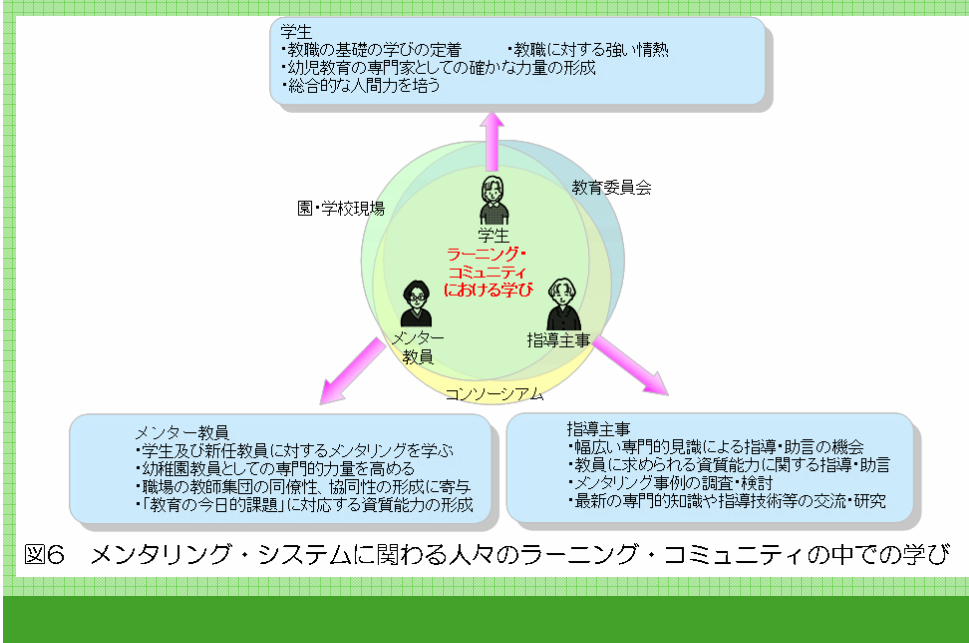 学生
・教職の基礎の学びの定着　　・教職に対する強い情熱
・幼児教育の専門家としての確かな力量の形成
・総合的な人間力を培う
教育委員会
園・学校現場
学生
ラーニング・
コミュニティ
における学び
メンター
教員
指導主事
コンソーシアム
メンター教員
・学生及び新任教員に対するメンタリングを学ぶ
・幼稚園教員としての専門的力量を高める
・職場の教師集団の同僚性、協同性の形成に寄与
・「教育の今日的課題」に対応する資質能力の形成
指導主事
・幅広い専門的見識による指導・助言の機会
・教員に求められる資質能力に関する指導・助言
・メンタリング事例の調査・検討
・最新の専門的知識や指導技術等の交流・研究
図6　メンタリング・システムに関わる人々のラーニング・コミュニティの中での学び